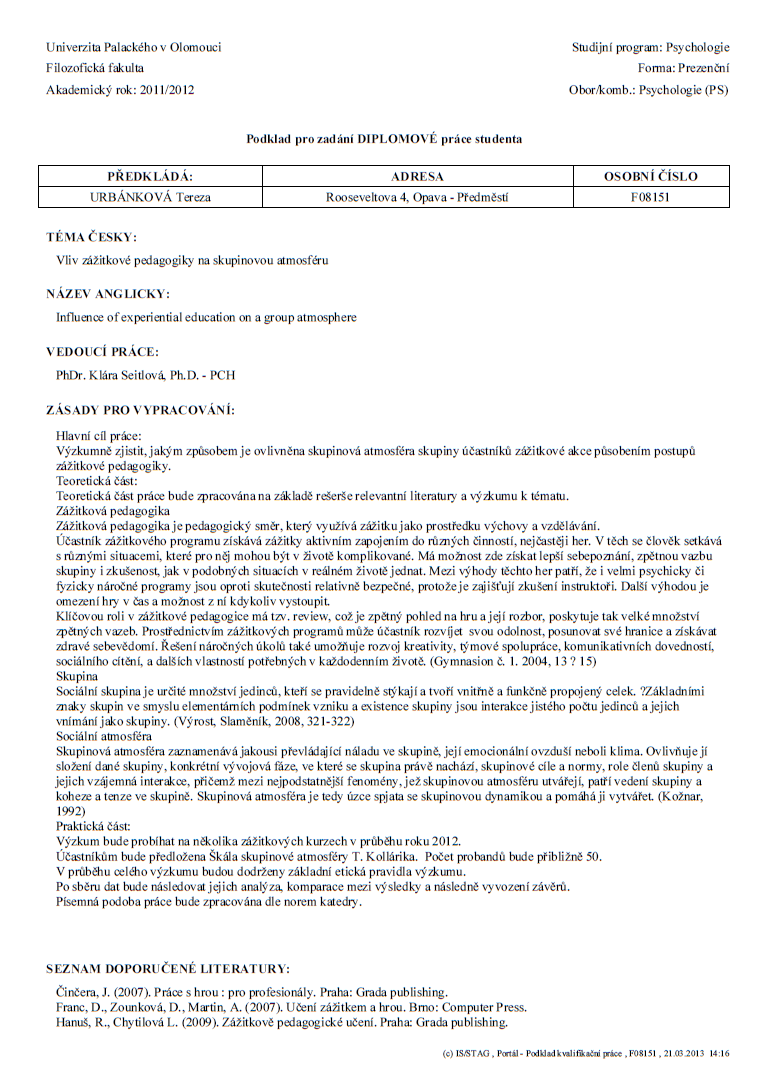 Univerzita Palackého v Olomouci
Studijní program: Psychologie
Filozofická fakulta
Forma: Prezenční
Akademický rok: 2011/2012
Obor/komb.: Psychologie (PS)
Podklad pro zadání DIPLOMOVÉ práce studenta
PŘEDKLÁDÁ: ADRESA OSOBNÍ ČÍSLO
URBÁNKOVÁ Tereza Rooseveltova 4, Opava - Předměstí F08151
TÉMA ČESKY:
Vliv zážitkové pedagogiky na skupinovou atmosféru
NÁZEV ANGLICKY:
Influence of experiential education on a group atmosphere
VEDOUCÍ PRÁCE:
PhDr. Klára Seitlová, Ph.D. - PCH
ZÁSADY PRO VYPRACOVÁNÍ:
Hlavní cíl práce:
Výzkumně zjistit, jakým způsobem je ovlivněna skupinová atmosféra skupiny účastníků zážitkové akce působením postupů
zážitkové pedagogiky.
Teoretická část:
Teoretická část práce bude zpracována na základě rešerše relevantní literatury a výzkumu k tématu.
Zážitková pedagogika
Zážitková pedagogika je pedagogický směr, který využívá zážitku jako prostředku výchovy a vzdělávání.
Účastník zážitkového programu získává zážitky aktivním zapojením do různých činností, nejčastěji her. V těch se člověk setkává
s různými situacemi, které pro něj mohou být v životě komplikované. Má možnost zde získat lepší sebepoznání, zpětnou vazbu
skupiny i zkušenost, jak v podobných situacích v reálném životě jednat. Mezi výhody těchto her patří, že i velmi psychicky či
fyzicky náročné programy jsou oproti skutečnosti relativně bezpečné, protože je zajišťují zkušení instruktoři. Další výhodou je
omezení hry v čas a možnost z ní kdykoliv vystoupit.
Klíčovou roli v zážitkové pedagogice má tzv. review, což je zpětný pohled na hru a její rozbor, poskytuje tak velké množství
zpětných vazeb. Prostřednictvím zážitkových programů může účastník rozvíjet svou odolnost, posunovat své hranice a získávat
zdravé sebevědomí. Řešení náročných úkolů také umožňuje rozvoj kreativity, týmové spolupráce, komunikativních dovedností,
sociálního cítění, a dalších vlastností potřebných v každodenním životě. (Gymnasion č. 1. 2004, 13 ? 15)
Skupina
Sociální skupina je určité množství jedinců, kteří se pravidelně stýkají a tvoří vnitřně a funkčně propojený celek. ?Základními
znaky skupin ve smyslu elementárních podmínek vzniku a existence skupiny jsou interakce jistého počtu jedinců a jejich
vnímání jako skupiny. (Výrost, Slaměník, 2008, 321-322)
Sociální atmosféra
Skupinová atmosféra zaznamenává jakousi převládající náladu ve skupině, její emocionální ovzduší neboli klima. Ovlivňuje jí
složení dané skupiny, konkrétní vývojová fáze, ve které se skupina právě nachází, skupinové cíle a normy, role členů skupiny a
jejich vzájemná interakce, přičemž mezi nejpodstatnější fenomény, jež skupinovou atmosféru utvářejí, patří vedení skupiny a
koheze a tenze ve skupině. Skupinová atmosféra je tedy úzce spjata se skupinovou dynamikou a pomáhá ji vytvářet. (Kožnar,
1992)
Praktická část:
Výzkum bude probíhat na několika zážitkových kurzech v průběhu roku 2012.
Účastníkům bude předložena Škála skupinové atmosféry T. Kollárika. Počet probandů bude přibližně 50.
V průběhu celého výzkumu budou dodrženy základní etická pravidla výzkumu.
Po sběru dat bude následovat jejich analýza, komparace mezi výsledky a následně vyvození závěrů.
Písemná podoba práce bude zpracována dle norem katedry.
SEZNAM DOPORUČENÉ LITERATURY:
Činčera, J. (2007). Práce s hrou : pro profesionály. Praha: Grada publishing.
Franc, D., Zounková, D., Martin, A. (2007). Učení zážitkem a hrou. Brno: Computer Press.
Hanuš, R., Chytilová L. (2009). Zážitkově pedagogické učení. Praha: Grada publishing.
(c) IS/STAG , Portál - Podklad kvalifikační práce , F08151 , 21.03.2013 14:16